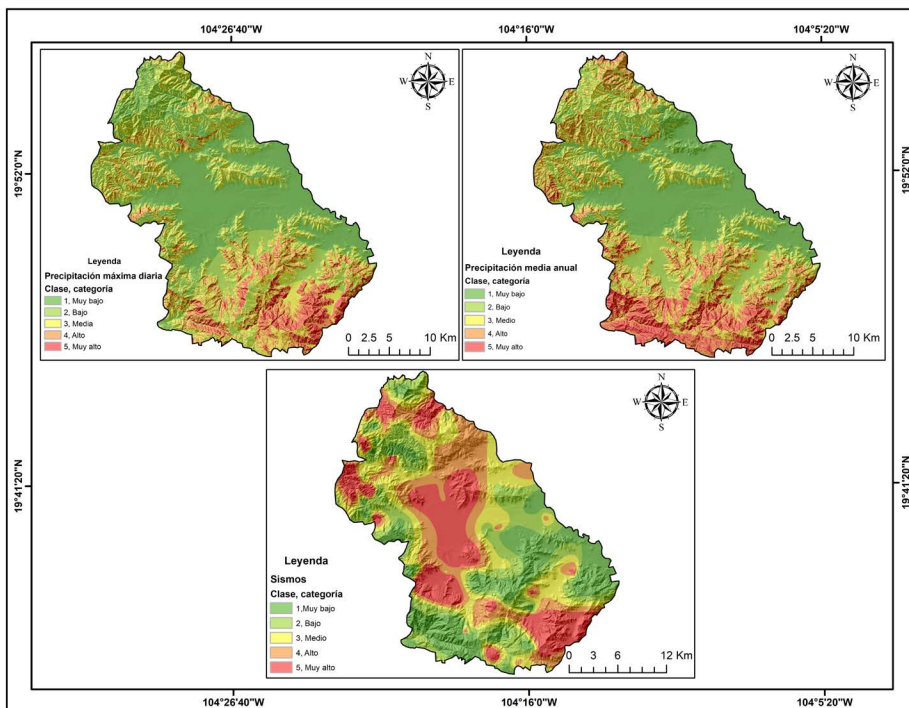 104°26'40"W
104°16'0"W
104°5'20"W
19°52'0"N
19°52'0"N
19°41'20"N
19°41'20"N
N
W E
S
Leyenda
Precipitación máxima diaria
Clase, categoría
1, Muy bajo
2, Bajo
3, Media
4, Alto
5, Muy alto
0 2.5 5 10 Km
N
W E
S
Leyenda
Precipitación media anual
Clase, categoría
1, Muy bajo
2, Bajo
3, Medio
4, Alto
5, Muy alto
0 2.5 5 10 Km
N
W E
S
Leyenda
Sismos
Clase, categoría
1,Muy bajo
2, Bajo
3, Medio
4, Alto
5, Muy alto
0 3 6 12 Km
104°26'40"W
104°16'0"W
104°5'20"W